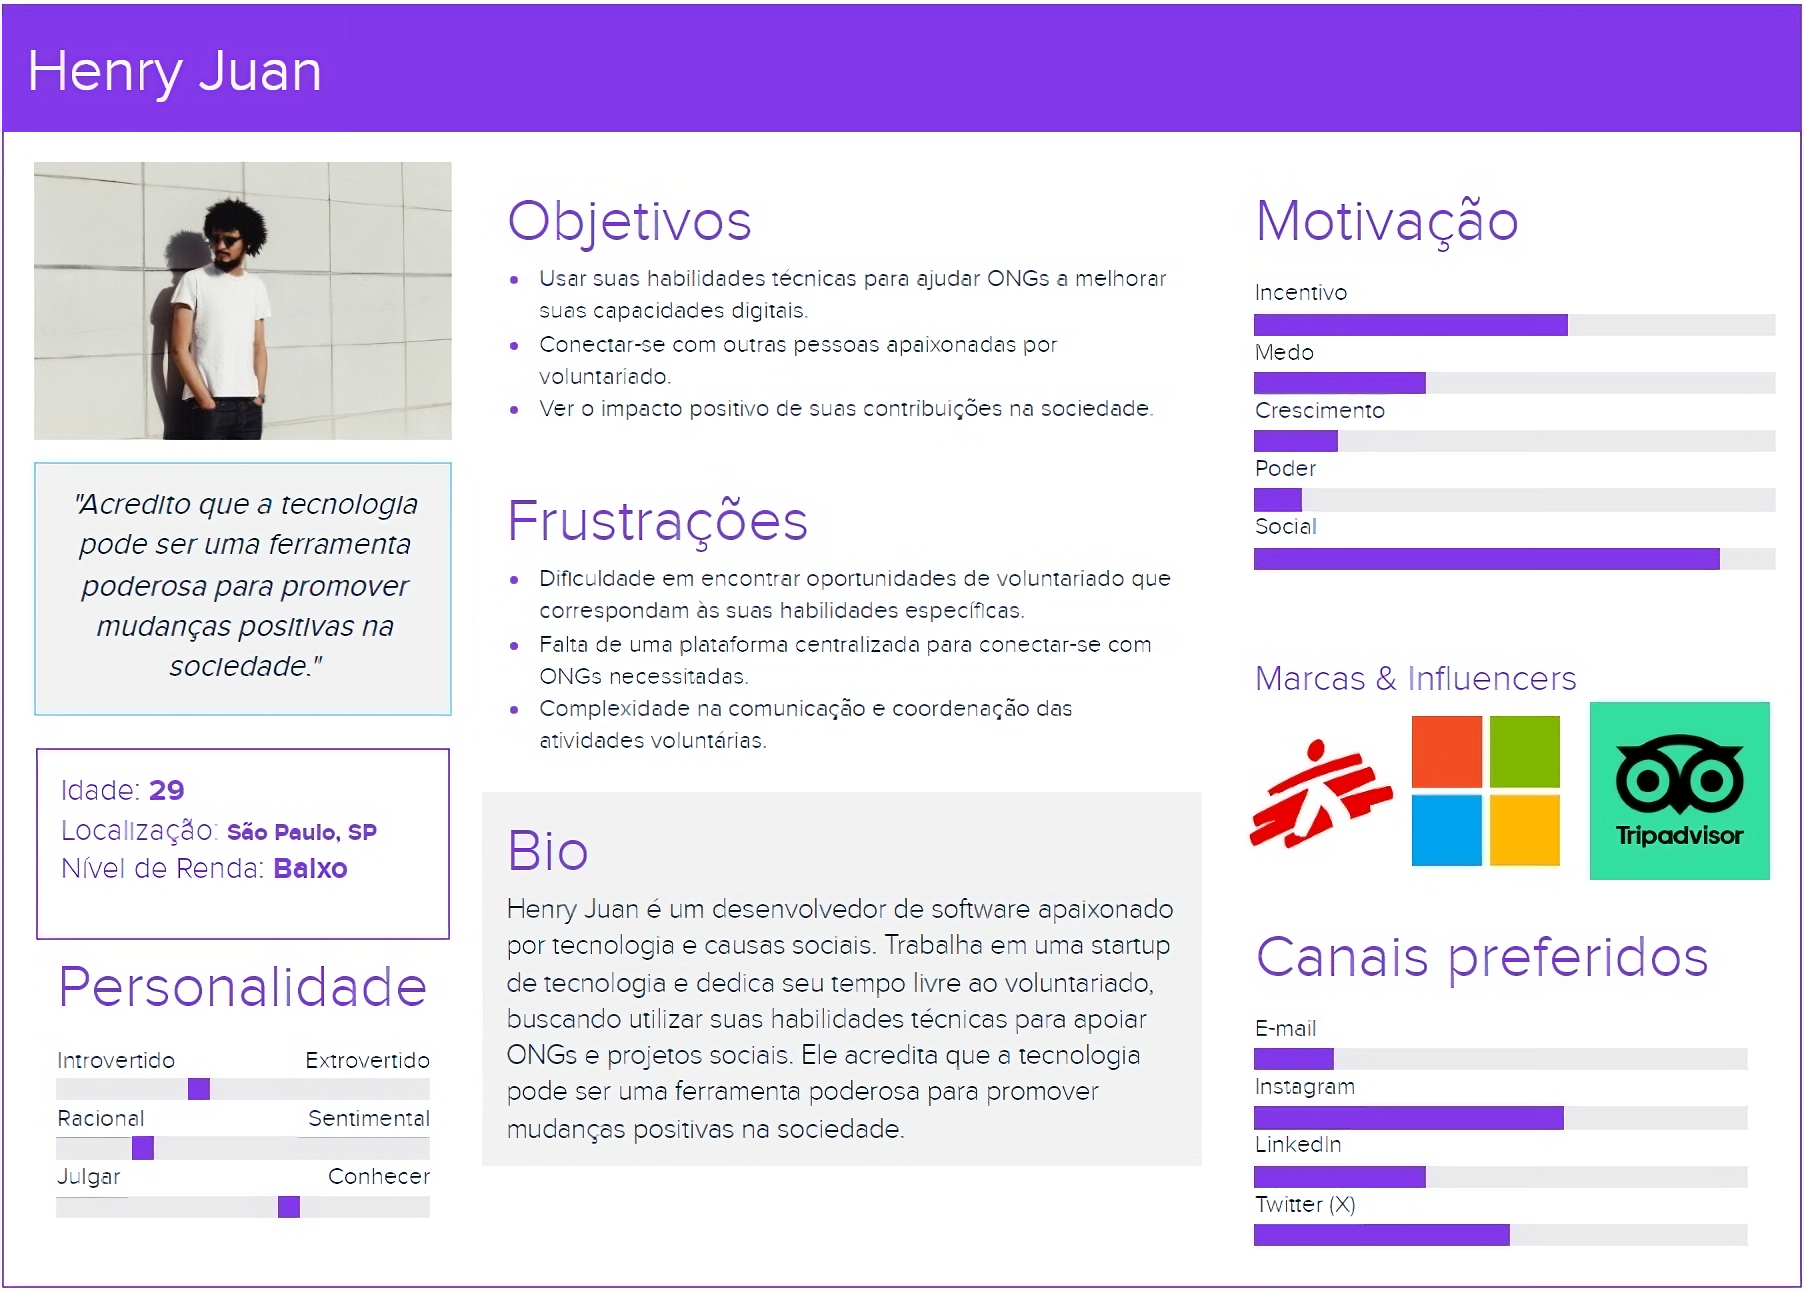 Henry Juan
"Acredito que a tecnologia
pode ser uma ferramenta
poderosa para promover
mudanças positivas na
sociedade."
Idade: 29
Localização: São Paulo, SP
Nível de Renda: Baixo
Personalidade
Introvertido Extrovertido
Racional Sentimental
Julgar Conhecer
Objetivos
• Usar suas habilidades técnicas para ajudar ONGs a melhorar
suas capacidades digitais.
• Conectar-se com outras pessoas apaixonadas por
voluntariado.
• Ver o impacto positivo de suas contribuições na sociedade.
Frustrações
• Dificuldade em encontrar oportunidades de voluntariado que
correspondam às suas habilidades específicas.
• Falta de uma plataforma centralizada para conectar-se com
ONGs necessitadas.
• Complexidade na comunicação e coordenação das
atividades voluntárias.
Bio
Henry Juan é um desenvolvedor de software apaixonado
por tecnologia e causas sociais. Trabalha em uma startup
de tecnologia e dedica seu tempo livre ao voluntariado,
buscando utilizar suas habilidades técnicas para apoiar
ONGs e projetos sociais. Ele acredita que a tecnologia
pode ser uma ferramenta poderosa para promover
mudanças positivas na sociedade.
Motivação
Incentivo
Medo
Crescimento
Poder
Social
Marcas & Influencers
Tripadvisor
Canais preferidos
E-mail
Instagram
LinkedIn
Twitter (X)